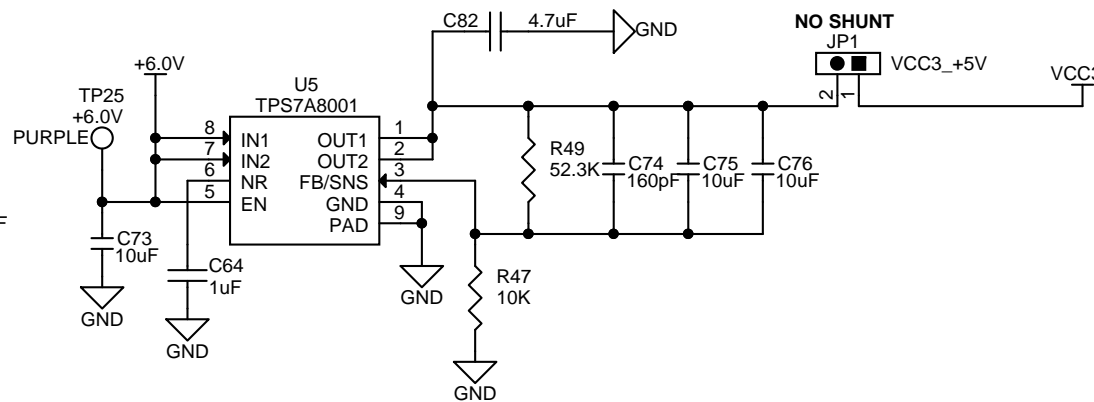 C82 4.7uF
GND
NO SHUNT
JP1
VCC3_+5V
2 1
+6.0V
TP25
+6.0V
PURPLE
U5
TPS7A8001
8 IN1 OUT1 1
7 IN2 OUT2 2
6 NR FB/SNS 3
5 EN GND 4
PAD 9
R49
52.3K
C74
160pF
C75
10uF
C76
10uF
C73
10uF
GND
C64
1uF
GND
GND
R47
10K
GND